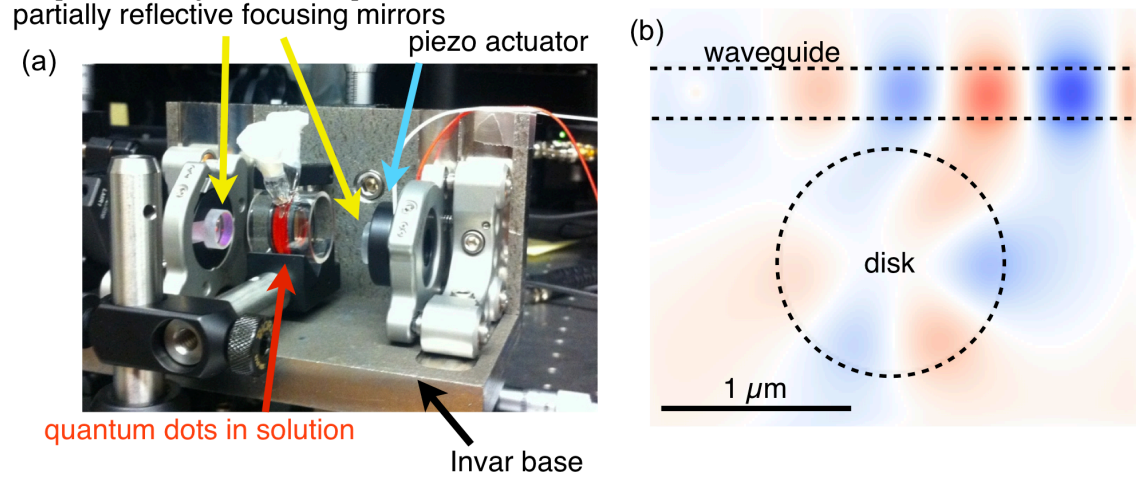 partially reflective focusing mirrors
piezo actuator
(a)
quantum dots in solution
Invar base
(b)
waveguide
disk
1 µm